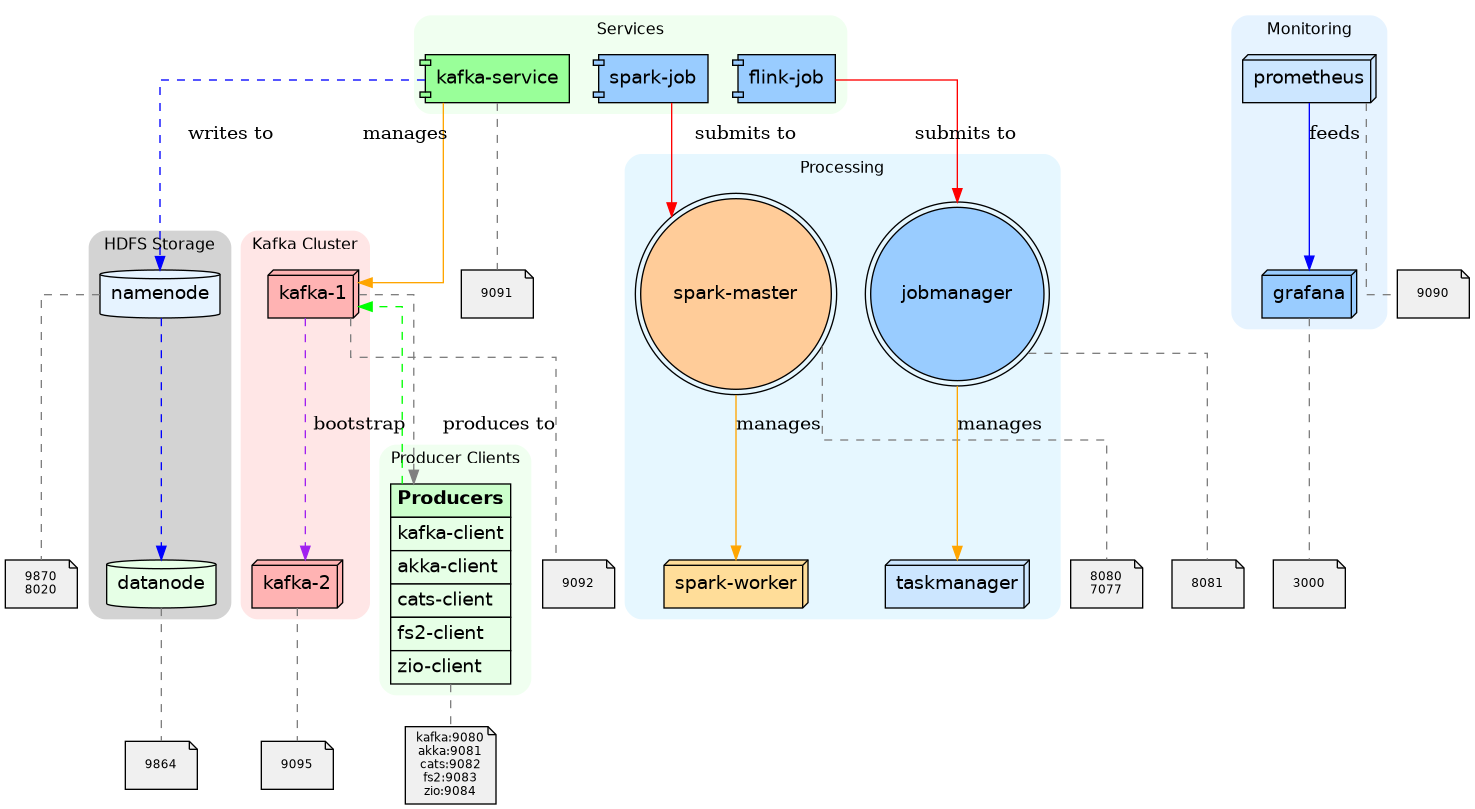 Services
Monitoring
kafka-service
spark-job
flink-job
prometheus
writes to
manages
submits to
submits to
feeds
Processing
HDFS Storage
Kafka Cluster
namenode
kafka-1
9091
spark-master
jobmanager
grafana
9090
bootstrap
produces to
manages
manages
Producer Clients
Producers
kafka-client
akka-client
cats-client
fs2-client
zio-client
9870
8020
datanode
kafka-2
9092
spark-worker
taskmanager
8080
7077
8081
3000
9864
9095
kafka:9080
akka:9081
cats:9082
fs2:9083
zio:9084